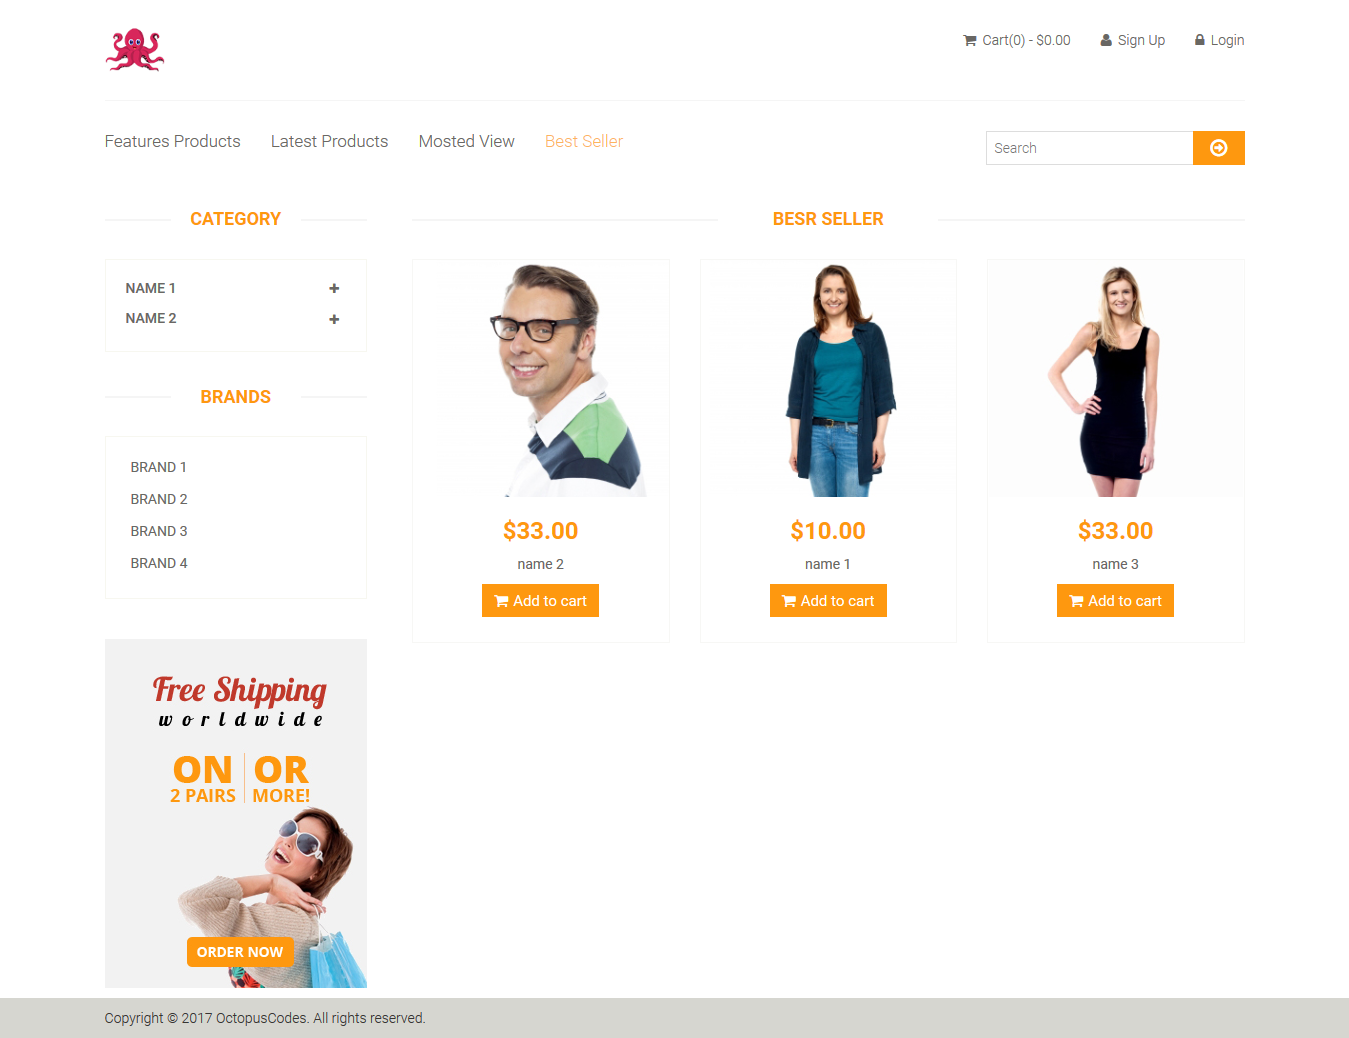 Cart(0) - $0.00 Sign Up Login
Features Products Latest Products Mosted View Best Seller
Search
CATEGORY
NAME 1
NAME 2
BRANDS
BRAND 1
BRAND 2
BRAND 3
BRAND 4
Free Shipping
worldwide
ON OR
2 PAIRS MORE!
ORDER NOW
BESR SELLER
$33.00
name 2
Add to cart
$10.00
name 1
Add to cart
$33.00
name 3
Add to cart
Copyright © 2017 OctopusCodes. All rights reserved.